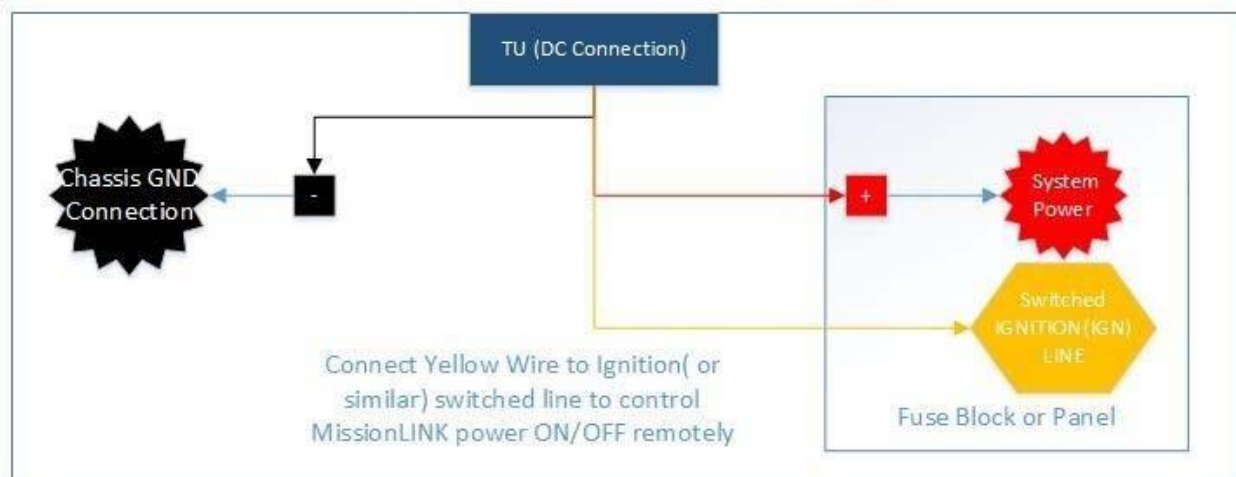 TU (DC Connection)
Chassis GND
Connection
-
+
System
Power
Switched
IGNITION(IGN)
LINE
Connect Yellow Wire to Ignition( or
similar) switched line to control
MissionLINK power ON/OFF remotely
Fuse Block or Panel